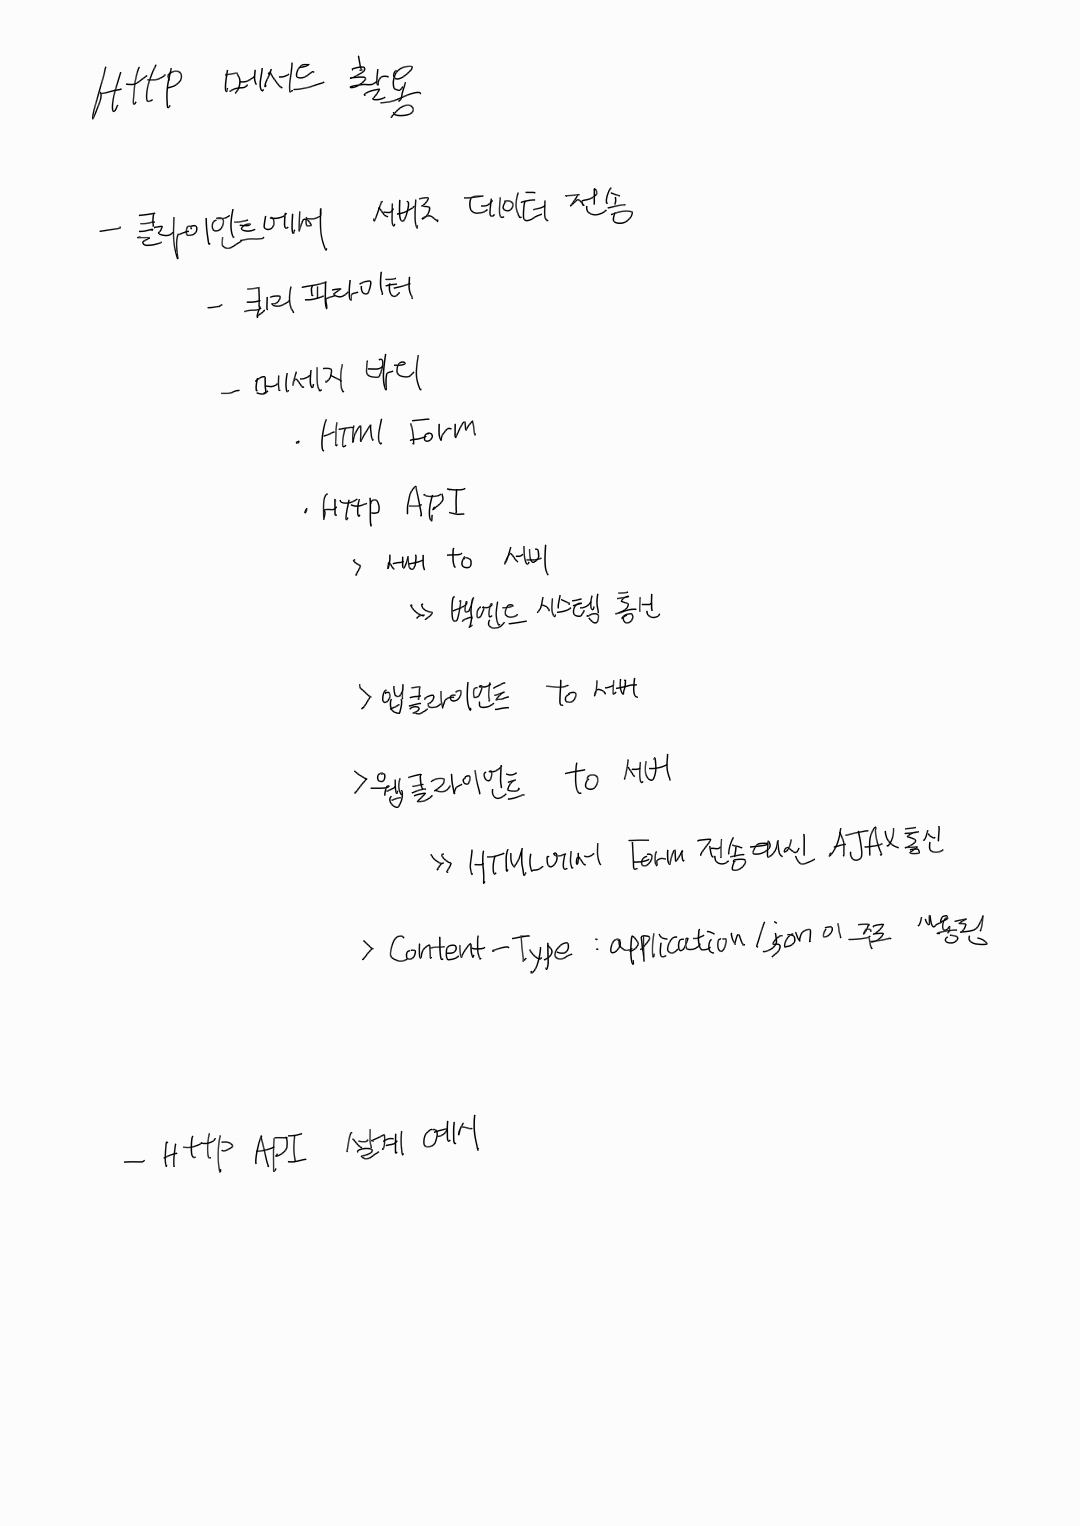 Http 메서드 활용
- 클라이언트에서 서버로 데이터 전송
- 쿼리 파라미터
- 메세지 바디
· HTML Form
· Http API
> 서버 to 서버
>> 백엔드 시스템 통신
> 앱클라이언트 to 서버
> 웹클라이언트 to 서버
>> HTML에서 Form 전송 대신 AJAX 통신
> Content-Type : application/json이 주로 사용됨
- Http API 설계 예시